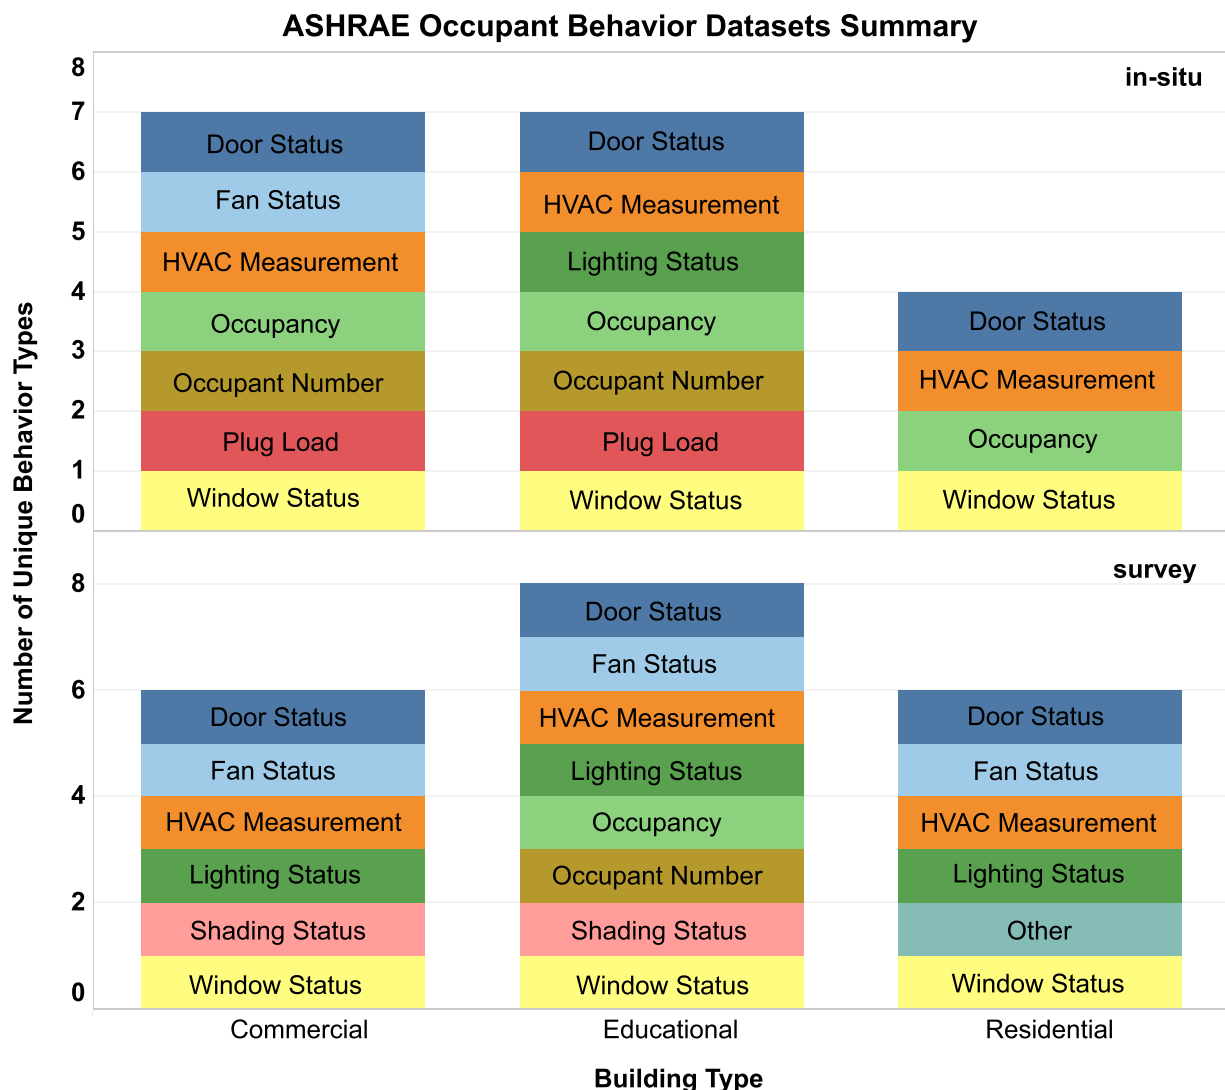 ASHRAE Occupant Behavior Datasets Summary
in-situ
8
7
6
5
4
3
2
1
0
Door Status
Fan Status
HVAC Measurement
Occupancy
Occupant Number
Plug Load
Window Status
Door Status
HVAC Measurement
Lighting Status
Occupancy
Occupant Number
Plug Load
Window Status
Door Status
HVAC Measurement
Occupancy
Window Status
Number of Unique Behavior Types
survey
8
6
4
2
0
Door Status
Fan Status
HVAC Measurement
Lighting Status
Shading Status
Window Status
Door Status
Fan Status
HVAC Measurement
Lighting Status
Occupancy
Occupant Number
Shading Status
Window Status
Door Status
Fan Status
HVAC Measurement
Lighting Status
Other
Window Status
Commercial
Educational
Residential
Building Type